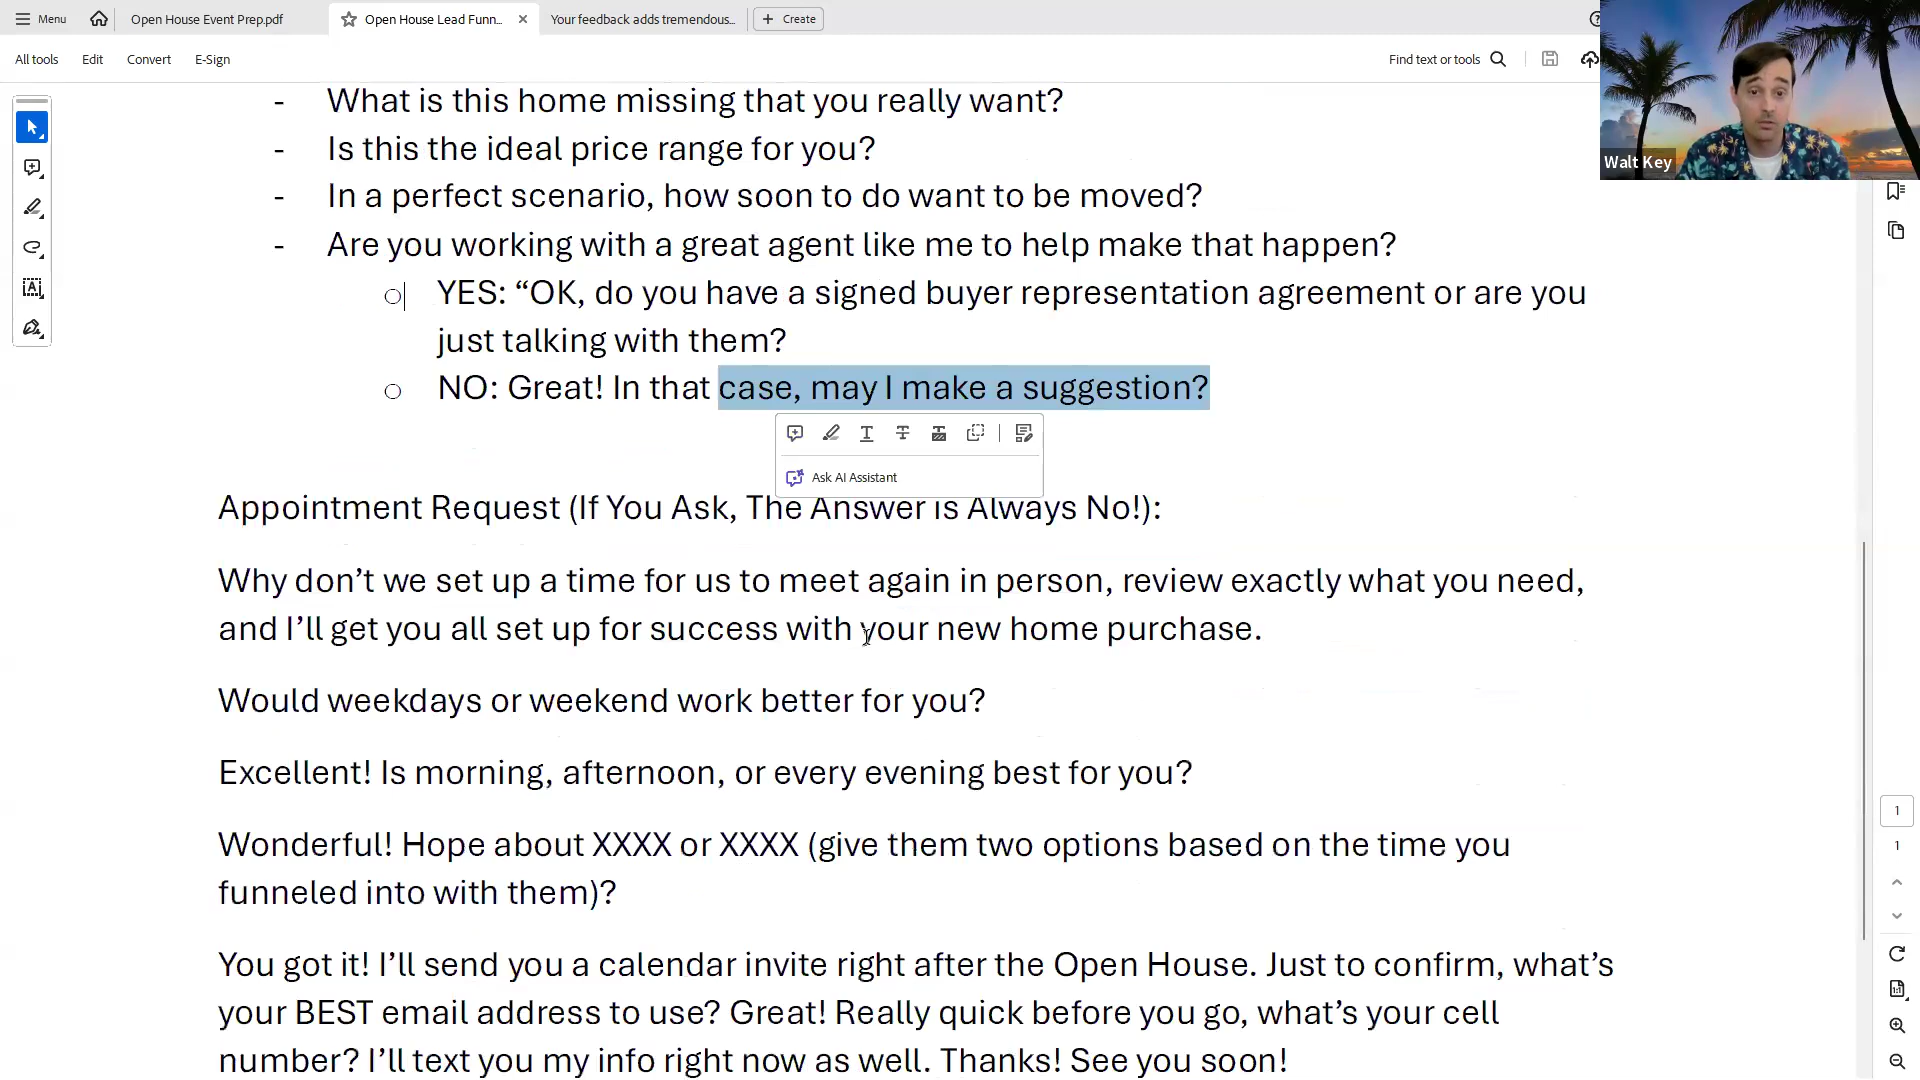 Menu
Open House Event Prep.pdf
Open House Lead Funn...
Your feedback adds tremendous...
Create
All tools
Edit
Convert
E-Sign
Find text or tools
Walt Key
- What is this home missing that you really want?
- Is this the ideal price range for you?
- In a perfect scenario, how soon to do want to be moved?
- Are you working with a great agent like me to help make that happen?
o YES: “OK, do you have a signed buyer representation agreement or are you
just talking with them?
o NO: Great! In that case, may I make a suggestion?
Ask AI Assistant
Appointment Request (If You Ask, The Answer is Always No!):
Why don’t we set up a time for us to meet again in person, review exactly what you need,
and I’ll get you all set up for success with your new home purchase.
Would weekdays or weekend work better for you?
Excellent! Is morning, afternoon, or every evening best for you?
Wonderful! Hope about XXXX or XXXX (give them two options based on the time you
funneled into with them)?
You got it! I’ll send you a calendar invite right after the Open House. Just to confirm, what’s
your BEST email address to use? Great! Really quick before you go, what’s your cell
number? I’ll text you my info right now as well. Thanks! See you soon!
1
1